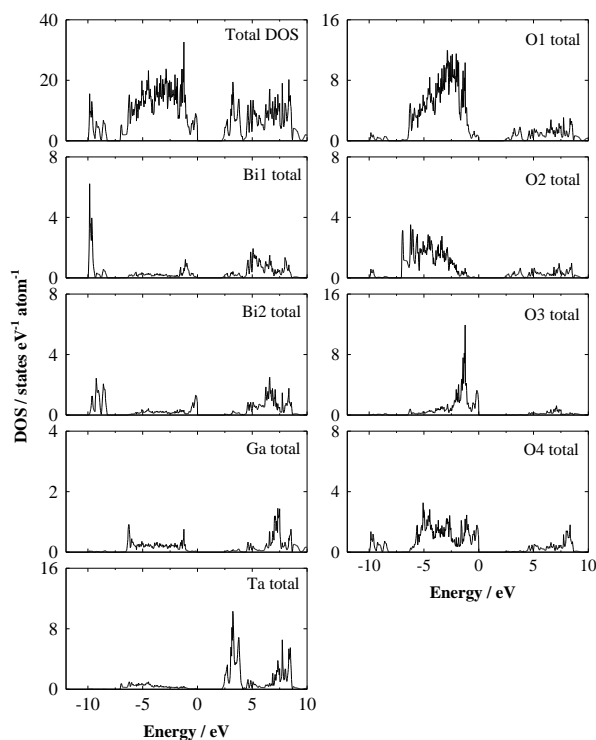 DOS / states eV⁻¹ atom⁻¹
Total DOS
40
20
0
Bi1 total
8
4
0
Bi2 total
8
4
0
Ga total
4
2
0
Ta total
16
8
0
-10 -5 0 5 10
Energy / eV
O1 total
16
8
0
O2 total
8
4
0
O3 total
16
8
0
O4 total
8
4
0
-10 -5 0 5 10
Energy / eV